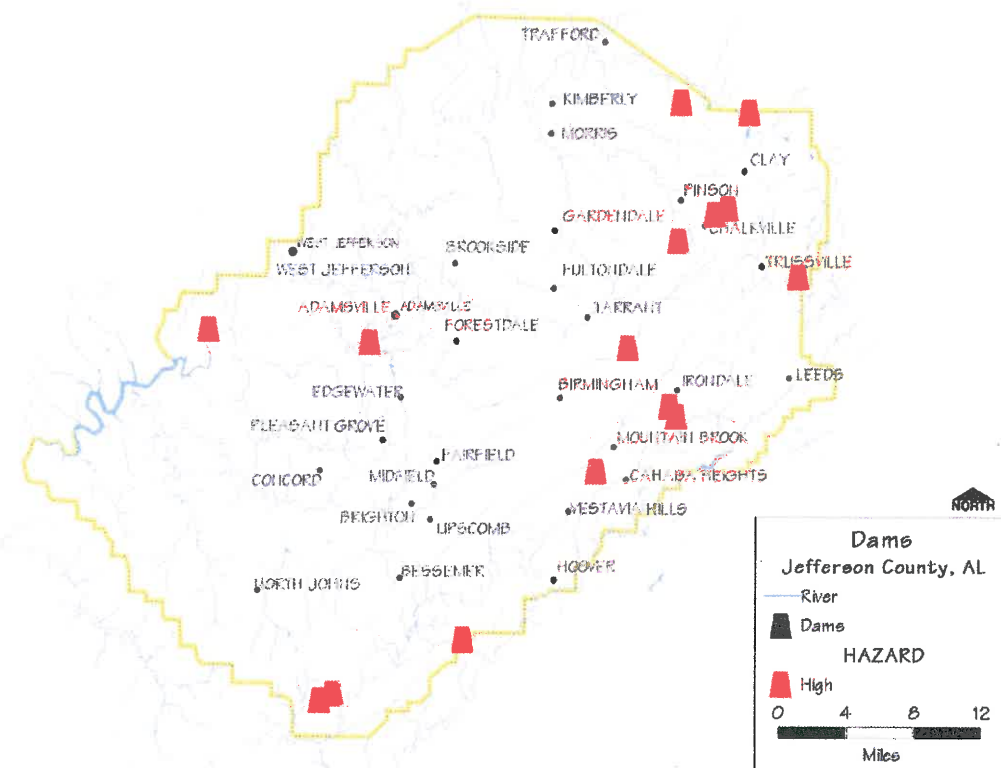 TRAFFORD
KIMBERLY
MORRIS
CLAY
PINSON
GARDENDALE
CHALKVILLE
WEST JEFFERSON
BROOKSIDE
WEST JEFFERSON
FULTONDALE
TRUSSVILLE
ADAMSVILLE
ADAMSVILLE
TARRANT
FORESTDALE
LEEDS
EDGEWATER
BIRMINGHAM
IRONDALE
PLEASANT GROVE
MOUNTAIN BROOK
FAIRFIELD
CONCORD
MIDFIELD
CAHABA HEIGHTS
BRIGHTON
LIPSCOMB
VESTAVIA HILLS
NORTH JOHNS
BESSEMER
HOOVER
NORTH
Dams
Jefferson County, AL
River
Dams
HAZARD
High
0 4 8 12
Miles